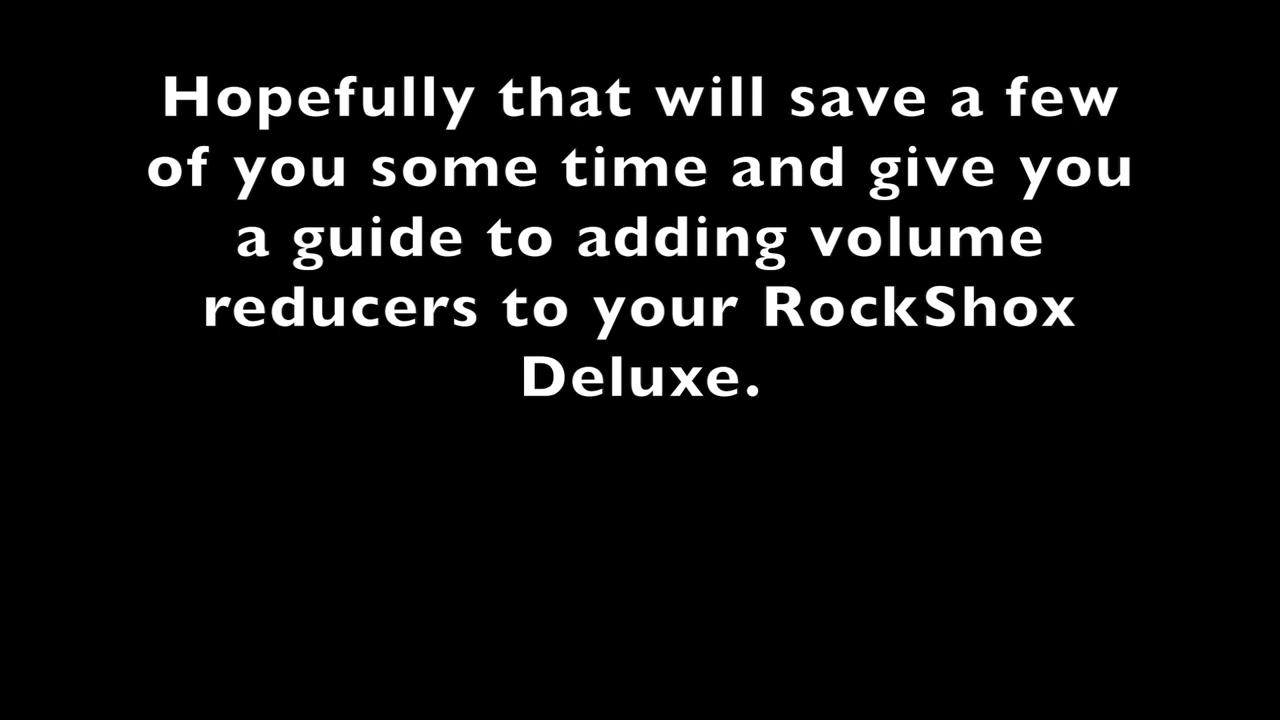 Hopefully that will save a few
of you some time and give you
a guide to adding volume
reducers to your RockShox
Deluxe.